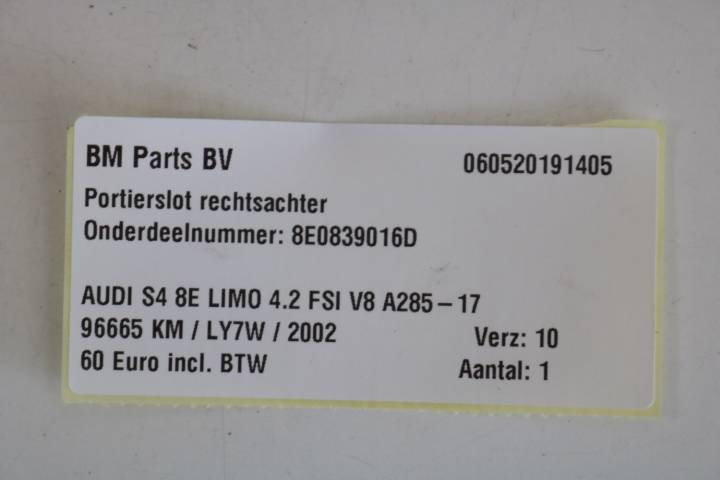 BM Parts BV 060520191405
Portierslot rechtsachter
Onderdeelnummer: 8E0839016D
AUDI S4 8E LIMO 4.2 FSI V8 A285-17
96665 KM / LY7W / 2002 Verz: 10
60 Euro incl. BTW Aantal: 1